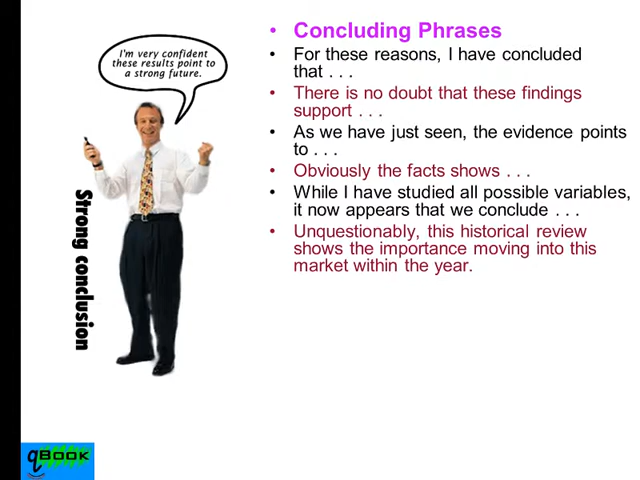 I'm very confident
these results point to
a strong future.
Strong conclusion
• Concluding Phrases
• For these reasons, I have concluded
that . . .
• There is no doubt that these findings
support . . .
• As we have just seen, the evidence points
to . . .
• Obviously the facts shows . . .
• While I have studied all possible variables,
it now appears that we conclude . . .
• Unquestionably, this historical review
shows the importance moving into this
market within the year.
qBook